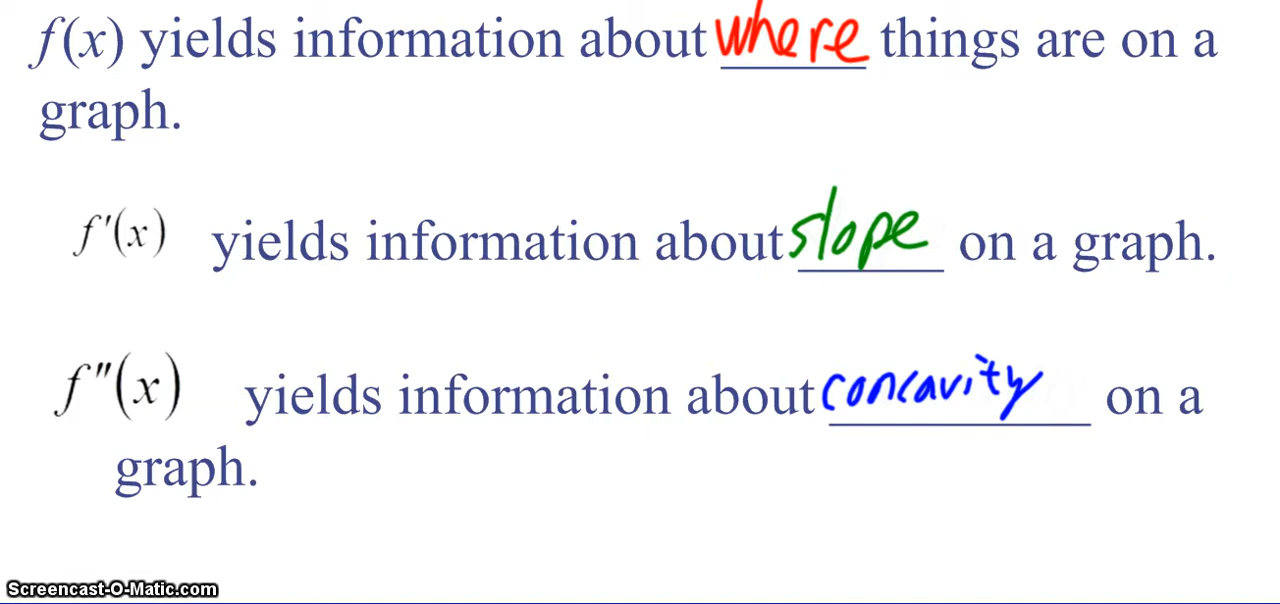 f(x) yields information about where things are on a
graph.
f'(x) yields information about slope on a graph.
f"(x) yields information about concavity on a
graph.
Screencast-O-Matic.com